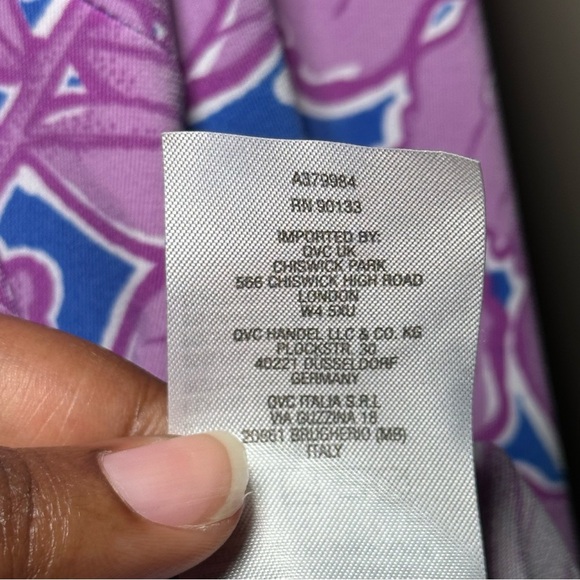 A379984
RN 90133
IMPORTED BY:
QVC UK
CHISWICK PARK
566 CHISWICK HIGH ROAD
LONDON
W4 5XU
QVC HANDEL LLC & CO. KG
PLOCKSTR. 30
40221 DUSSELDORF
GERMANY
QVC ITALIA S.R.L
VIA GUZZINA 18
20861 BRUGHERIO (MB)
ITALY